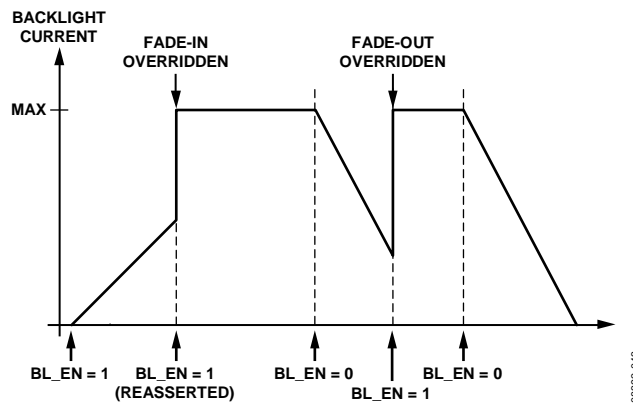 BACKLIGHT
CURRENT
FADE-IN
OVERRIDDEN
FADE-OUT
OVERRIDDEN
MAX
BL_EN = 1
BL_EN = 1
(REASSERTED)
BL_EN = 0
BL_EN = 1
BL_EN = 0